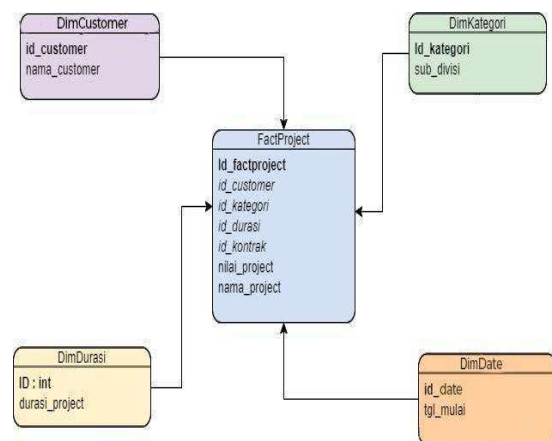 DimCustomer
id_customer
nama_customer
DimKategori
Id_kategori
sub_divisi
FactProject
Id_factproject
id_customer
id_kategori
id_durasi
id_kontrak
nilai_project
nama_project
DimDurasi
ID : int
durasi_project
DimDate
id_date
tgl_mulai